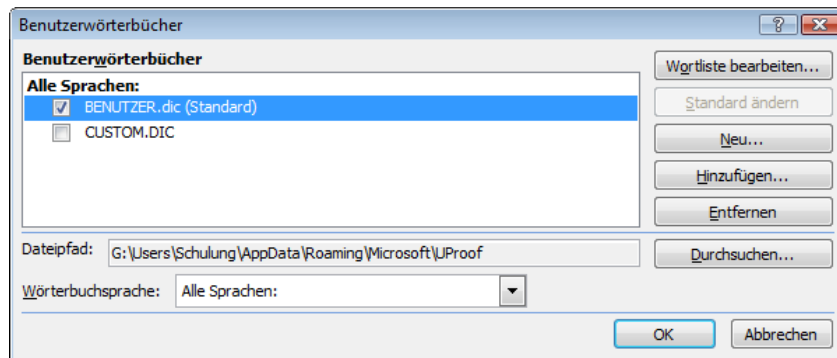 Benutzerwörterbücher
Benutzerwörterbücher
Alle Sprachen:
BENUTZER.dic (Standard)
CUSTOM.DIC
Wortliste bearbeiten...
Standard ändern
Neu...
Hinzufügen...
Entfernen
Dateipfad: G:\Users\Schulung\AppData\Roaming\Microsoft\UProof
Durchsuchen...
Wörterbuchsprache: Alle Sprachen:
OK Abbrechen